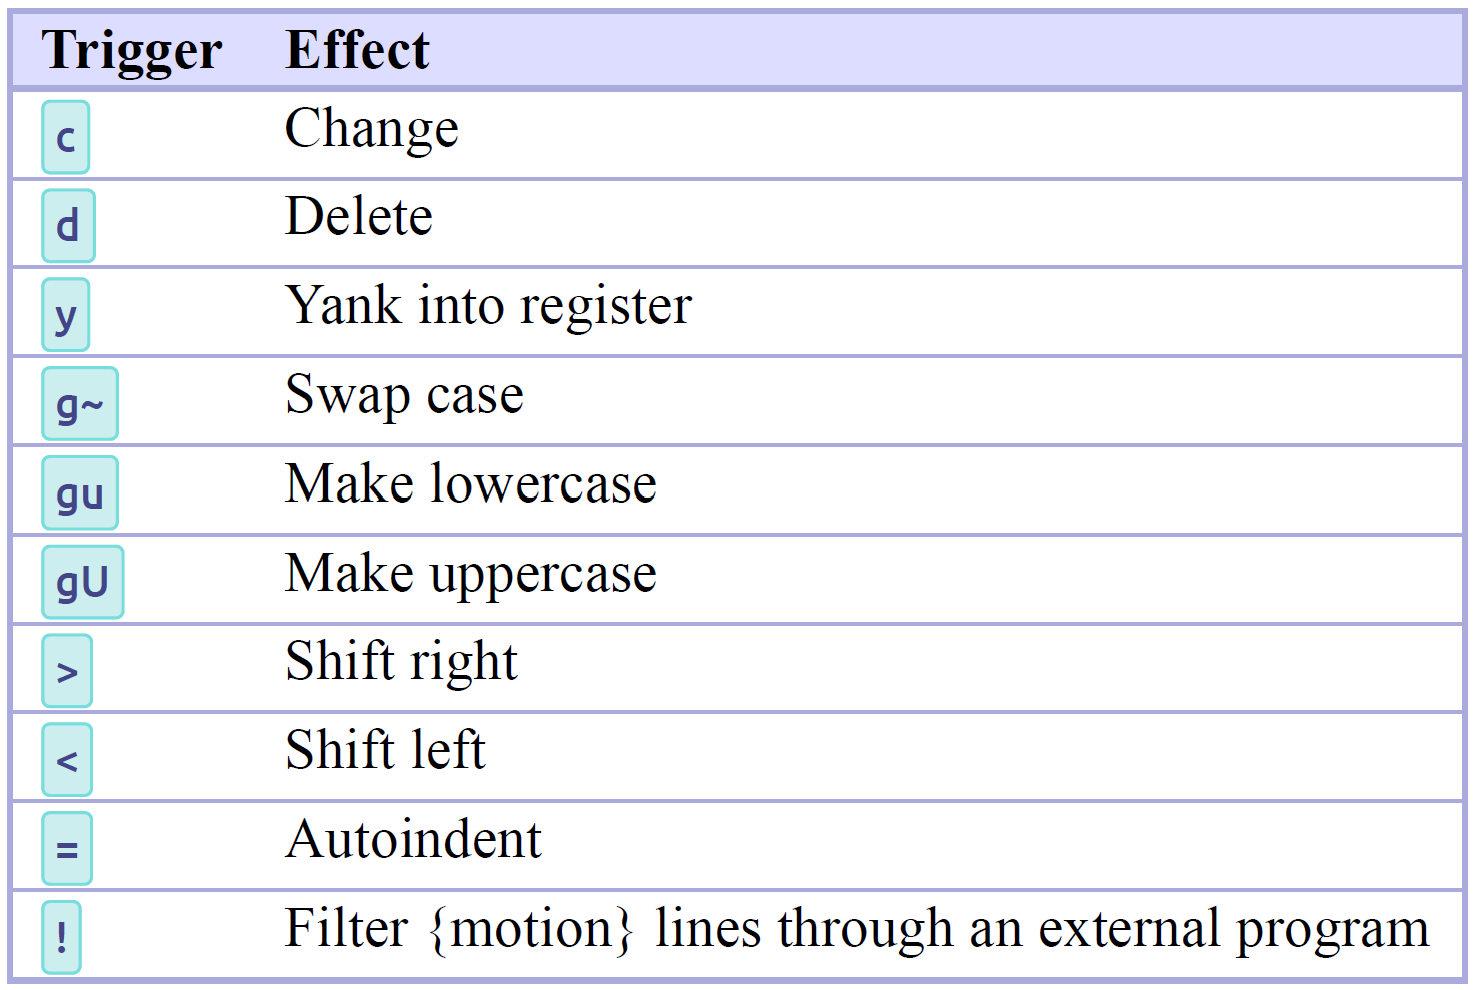 Trigger Effect
c Change
d Delete
y Yank into register
g~ Swap case
gu Make lowercase
gU Make uppercase
> Shift right
< Shift left
= Autoindent
! Filter {motion} lines through an external program